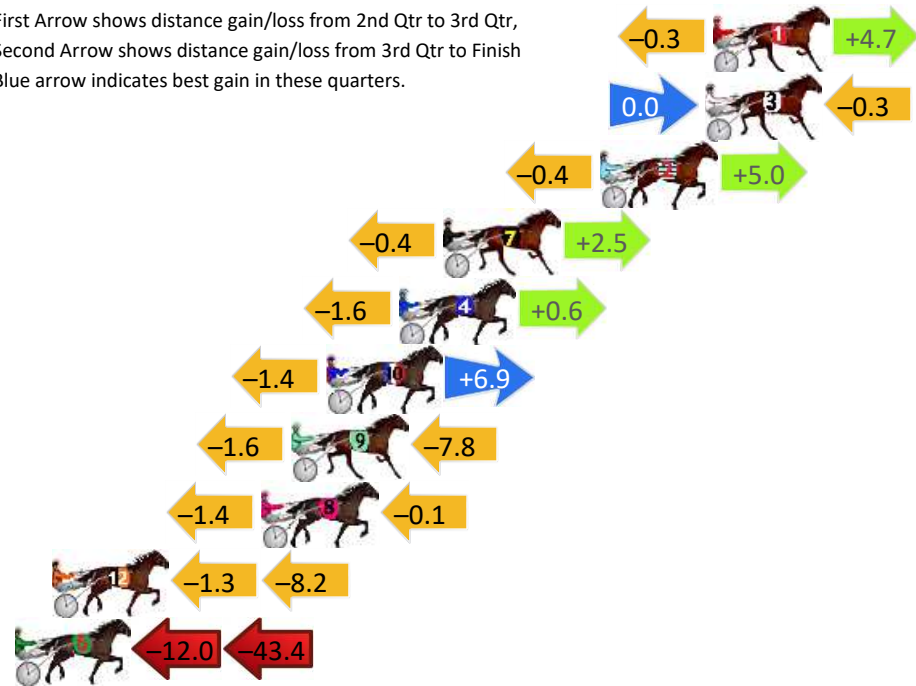 First Arrow shows distance gain/loss from 2nd Qtr to 3rd Qtr,
Second Arrow shows distance gain/loss from 3rd Qtr to Finish
Blue arrow indicates best gain in these quarters.
–0.3 1 +4.7
0.0 3 –0.3
–0.4 2 +5.0
–0.4 7 +2.5
–1.6 4 +0.6
–1.4 10 +6.9
–1.6 9 –7.8
–1.4 8 –0.1
12 –1.3 –8.2
–12.0 –43.4